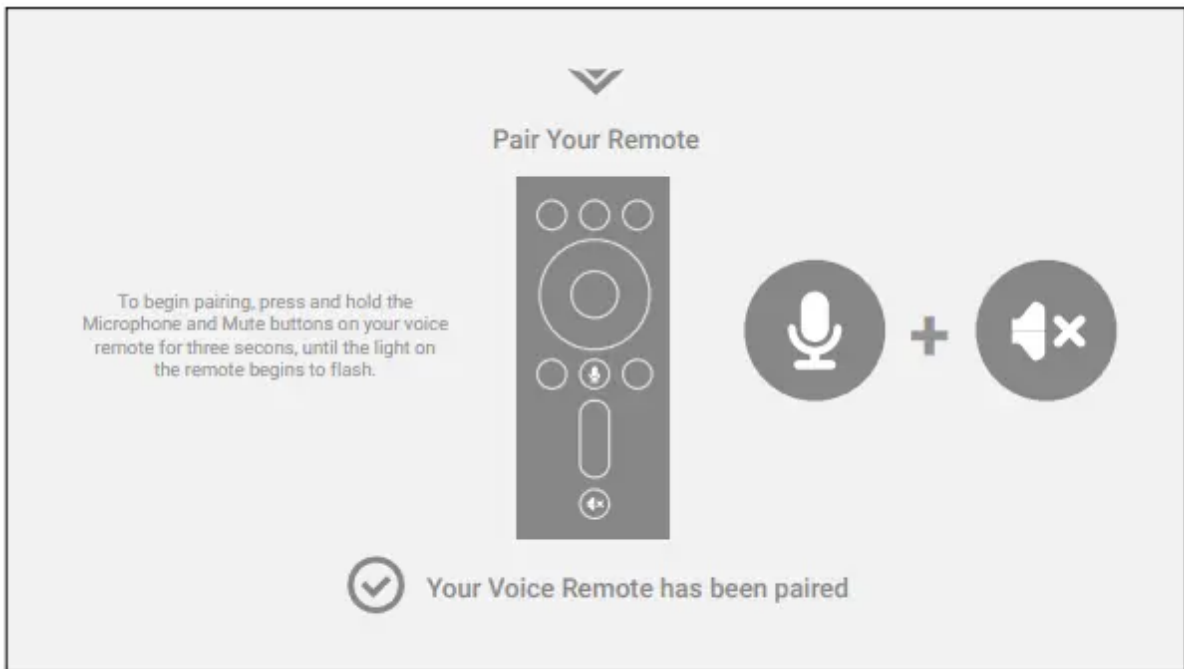 Pair Your Remote
To begin pairing, press and hold the
Microphone and Mute buttons on your voice
remote for three secons, until the light on
the remote begins to flash.
Your Voice Remote has been paired